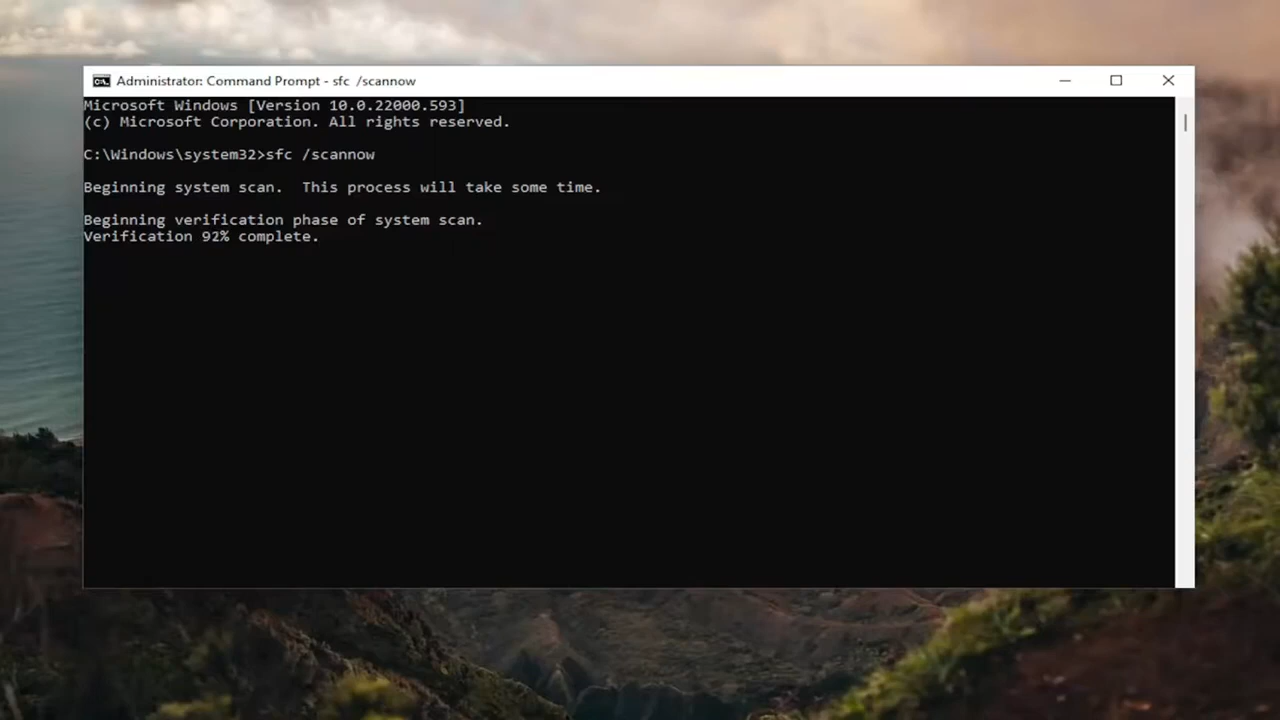 Administrator: Command Prompt - sfc  /scannow
Microsoft Windows [Version 10.0.22000.593]
(c) Microsoft Corporation. All rights reserved.
C:\Windows\system32>sfc /scannow
Beginning system scan.  This process will take some time.
Beginning verification phase of system scan.
Verification 92% complete.